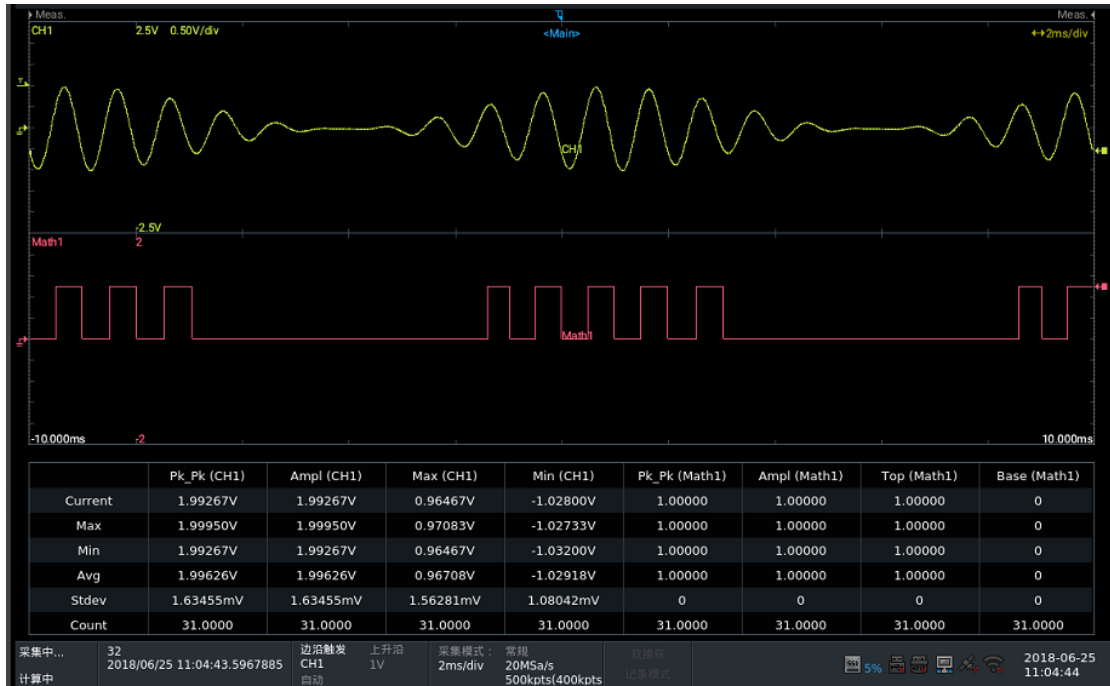 Meas.
Meas.
CH1 2.5V 0.50V/div <Main> 2ms/div
CH1
-2.5V
Math1 2
Math1
-10.000ms -2 10.000ms
Pk_Pk (CH1) Ampl (CH1) Max (CH1) Min (CH1) Pk_Pk (Math1) Ampl (Math1) Top (Math1) Base (Math1)
Current 1.99267V 1.99267V 0.96467V -1.02800V 1.00000 1.00000 1.00000 0
Max 1.99950V 1.99950V 0.97083V -1.02733V 1.00000 1.00000 1.00000 0
Min 1.99267V 1.99267V 0.96467V -1.03200V 1.00000 1.00000 1.00000 0
Avg 1.99626V 1.99626V 0.96708V -1.02918V 1.00000 1.00000 1.00000 0
Stdev 1.63455mV 1.63455mV 1.56281mV 1.08042mV 0 0 0 0
Count 31.0000 31.0000 31.0000 31.0000 31.0000 31.0000 31.0000 31.0000
采集中... 32 边沿触发 上升沿 采集模式： 常规 双捕获
2018/06/25 11:04:43.5967885 CH1 1V 2ms/div 20MSa/s 5% 2018-06-25
计算中 自动 500kpts(400kpts 记录模式 11:04:44